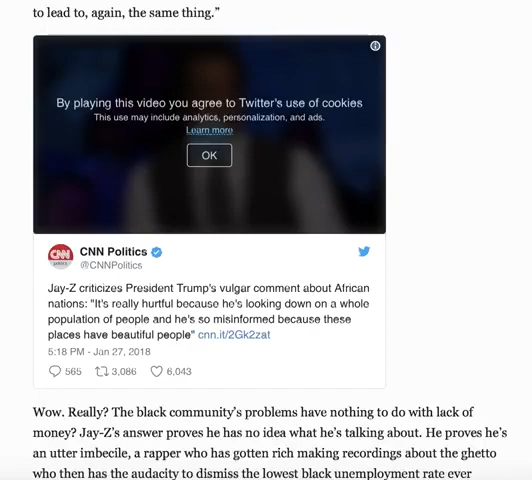 to lead to, again, the same thing.”
By playing this video you agree to Twitter's use of cookies
This use may include analytics, personalization, and ads.
Learn more
OK
CNN
politics
CNN Politics
@CNNPolitics
Jay-Z criticizes President Trump's vulgar comment about African
nations: "It's really hurtful because he's looking down on a whole
population of people and he's so misinformed because these
places have beautiful people" cnn.it/2Gk2zat
5:18 PM - Jan 27, 2018
565 3,086 6,043
Wow. Really? The black community's problems have nothing to do with lack of
money? Jay-Z's answer proves he has no idea what he's talking about. He proves he's
an utter imbecile, a rapper who has gotten rich making recordings about the ghetto
who then has the audacity to dismiss the lowest black unemployment rate ever